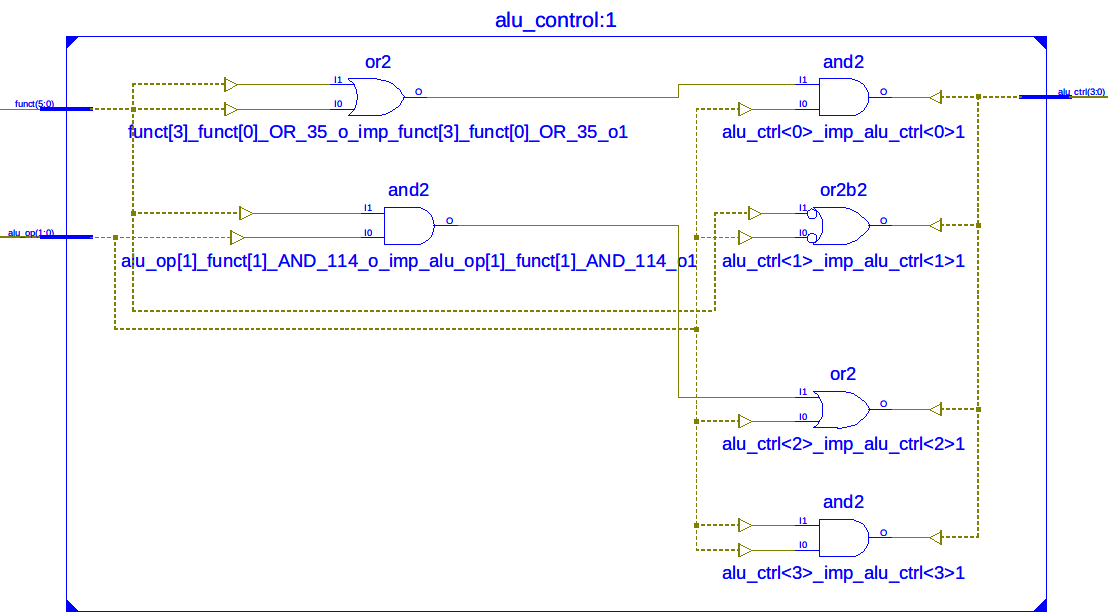 alu_control:1
or2
and2
funct(5:0)
I1
O
I0
I1
O
I0
alu_ctrl(3:0)
funct[3]_funct[0]_OR_35_o_imp_funct[3]_funct[0]_OR_35_o1
alu_ctrl<0>_imp_alu_ctrl<0>1
and2
or2b2
alu_op(1:0)
I1
O
I0
I1
O
I0
alu_op[1]_funct[1]_AND_114_o_imp_alu_op[1]_funct[1]_AND_114_o1
alu_ctrl<1>_imp_alu_ctrl<1>1
or2
I1
O
I0
alu_ctrl<2>_imp_alu_ctrl<2>1
and2
I1
O
I0
alu_ctrl<3>_imp_alu_ctrl<3>1